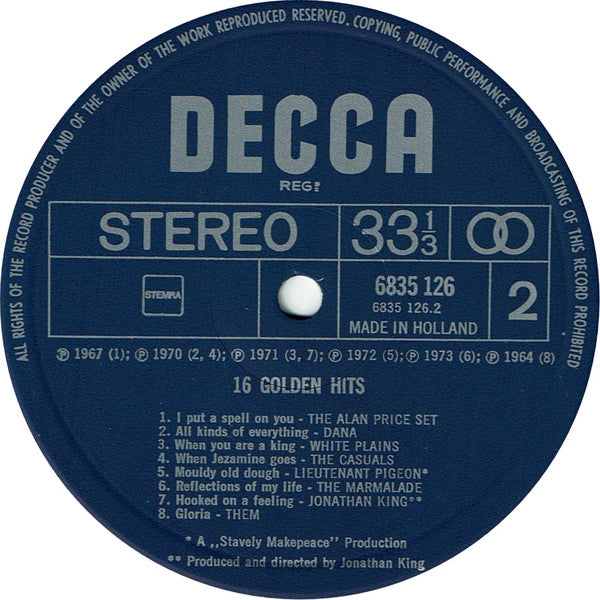 ALL RIGHTS OF THE RECORD PRODUCER AND OF THE OWNER OF THE WORK REPRODUCED RESERVED. COPYING, PUBLIC PERFORMANCE AND BROADCASTING OF THIS RECORD PROHIBITED
DECCA
REG!
STEREO 33 1/3
STEMRA
6835 126
6835 126.2
MADE IN HOLLAND
2
℗ 1967 (1); ℗ 1970 (2, 4); ℗ 1971 (3, 7); ℗ 1972 (5); ℗ 1973 (6); ℗ 1964 (8)
16 GOLDEN HITS
1. I put a spell on you - THE ALAN PRICE SET
2. All kinds of everything - DANA
3. When you are a king - WHITE PLAINS
4. When Jezamine goes - THE CASUALS
5. Mouldy old dough - LIEUTENANT PIGEON*
6. Reflections of my life - THE MARMALADE
7. Hooked on a feeling - JONATHAN KING**
8. Gloria - THEM
* A ,,Stavely Makepeace" Production
** Produced and directed by Jonathan King